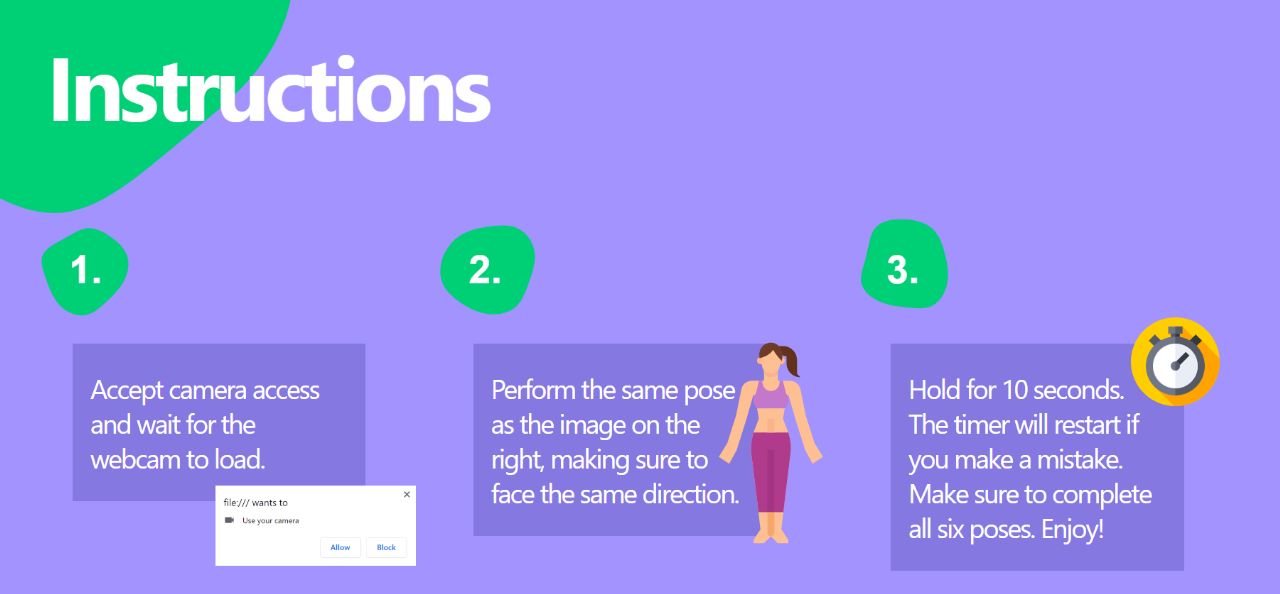 Instructions
1.
Accept camera access
and wait for the
webcam to load.
file:/// wants to
Use your camera
Allow Block
2.
Perform the same pose
as the image on the
right, making sure to
face the same direction.
3.
Hold for 10 seconds.
The timer will restart if
you make a mistake.
Make sure to complete
all six poses. Enjoy!